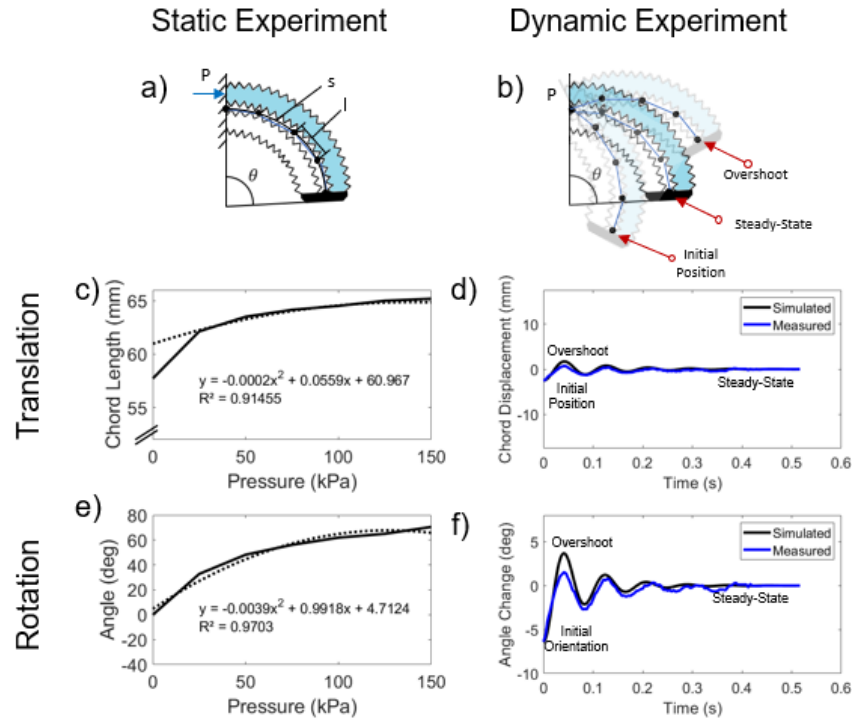 Static Experiment
Dynamic Experiment
a)
P
s
l
θ
b)
P
θ
Overshoot
Steady-State
Initial
Position
Translation
c)
Chord Length (mm)
65
60
55
y = -0.0002x² + 0.0559x + 60.967
R² = 0.91455
0
50
100
150
Pressure (kPa)
d)
Chord Displacement (mm)
10
0
-10
Simulated
Measured
Overshoot
Initial
Position
Steady-State
0
0.1
0.2
0.3
0.4
0.5
0.6
Time (s)
Rotation
e)
Angle (deg)
80
60
40
20
0
-20
-40
y = -0.0039x² + 0.9918x + 4.7124
R² = 0.9703
0
50
100
150
Pressure (kPa)
f)
Angle Change (deg)
5
0
-5
-10
Simulated
Measured
Overshoot
Initial
Orientation
Steady-State
0
0.1
0.2
0.3
0.4
0.5
0.6
Time (s)